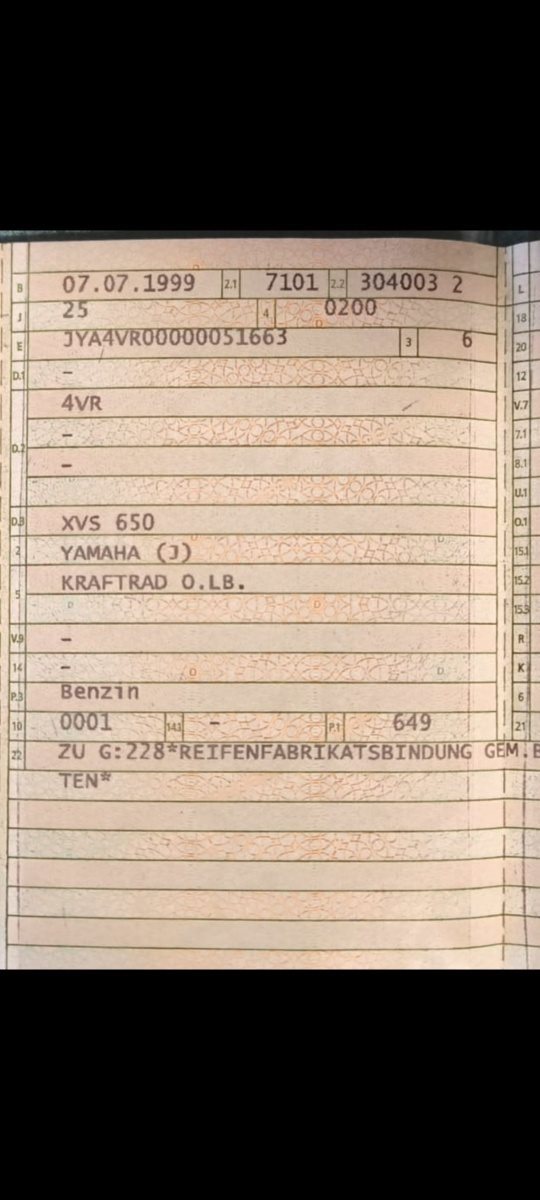 B 07.07.1999 2.1 7101 2.2 304003 2 L
J 25 4 0200 18
E JYA4VR00000051663 3 6 20
D.1 - 12
4VR V.7
D.2 - 7.1
- 8.1
U.1
D.3 XVS 650 O.1
2 YAMAHA (J) 15.1
5 KRAFTRAD O.LB. 15.2
15.3
V.9 - R
14 - K
P.3 Benzin 6
10 0001 14.1 - P.1 649 21
22 ZU G:228*REIFENFABRIKATSBINDUNG GEM.B
TEN*